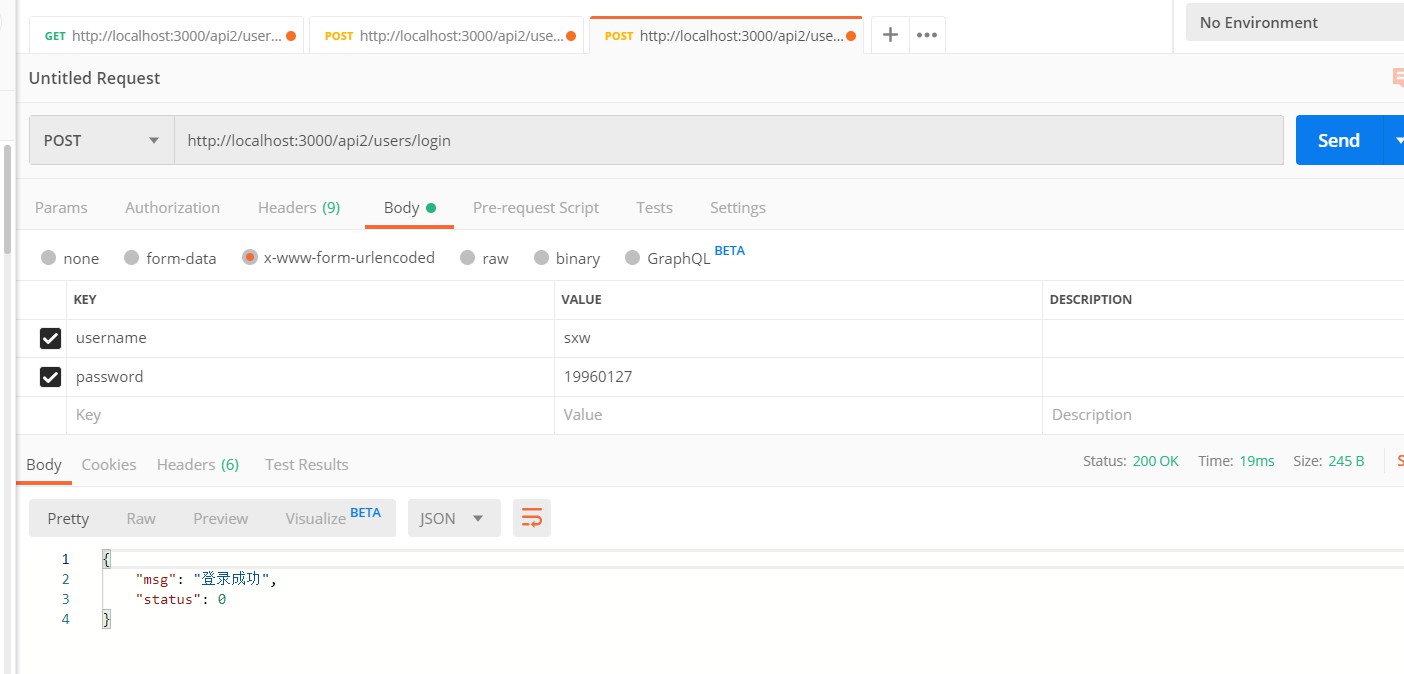 GET http://localhost:3000/api2/user... POST http://localhost:3000/api2/use... POST http://localhost:3000/api2/use... No Environment
Untitled Request
POST http://localhost:3000/api2/users/login Send
Params Authorization Headers (9) Body Pre-request Script Tests Settings
none form-data x-www-form-urlencoded raw binary GraphQL BETA
KEY VALUE DESCRIPTION
username sxw
password 19960127
Key Value Description
Body Cookies Headers (6) Test Results Status: 200 OK Time: 19ms Size: 245 B
Pretty Raw Preview Visualize BETA JSON
1 {
2 "msg": "登录成功",
3 "status": 0
4 }